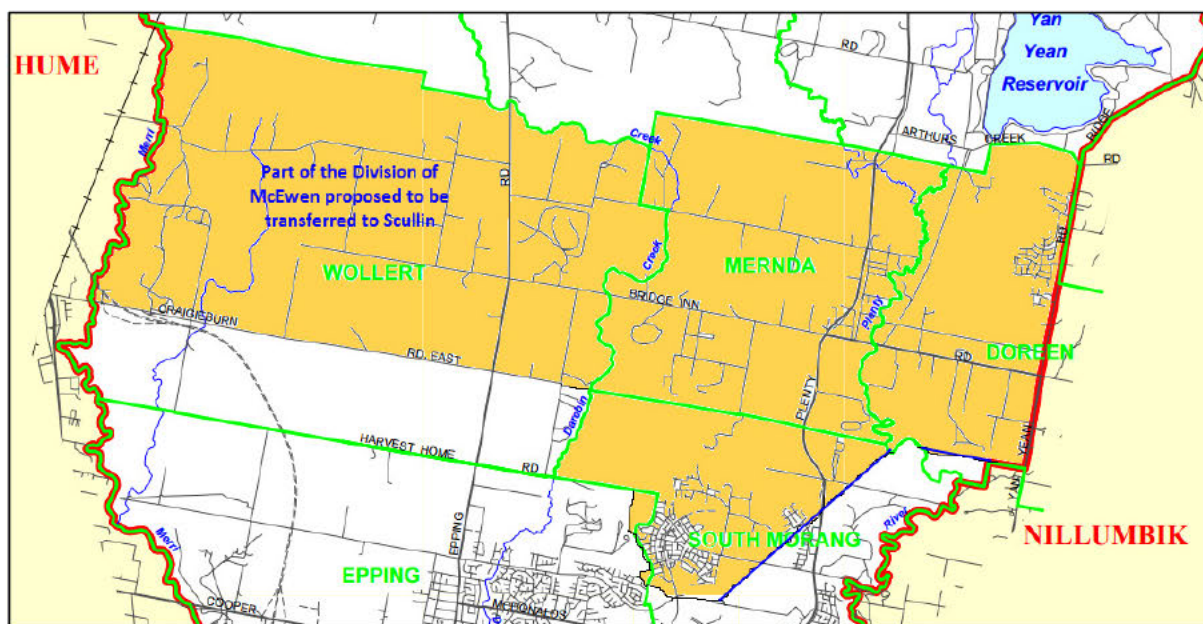 HUME
Merri
Part of the Division of
McEwen proposed to be
transferred to Scullin
WOLLERT
RD
Creek
Creek
RD
Yan
Yean
Reservoir
ARTHURS
CREEK
RIDGE
RD
MERNDA
BRIDGE INN
Plenty
RD
RD
DOREEN
CRAIGIEBURN
RD EAST
Darebin
PLENTY
YEAN
YAN
HARVEST HOME
RD
Merri
EPPING
EPPING
COOPER
MCDONALDS
SOUTH MORANG
River
NILLUMBIK